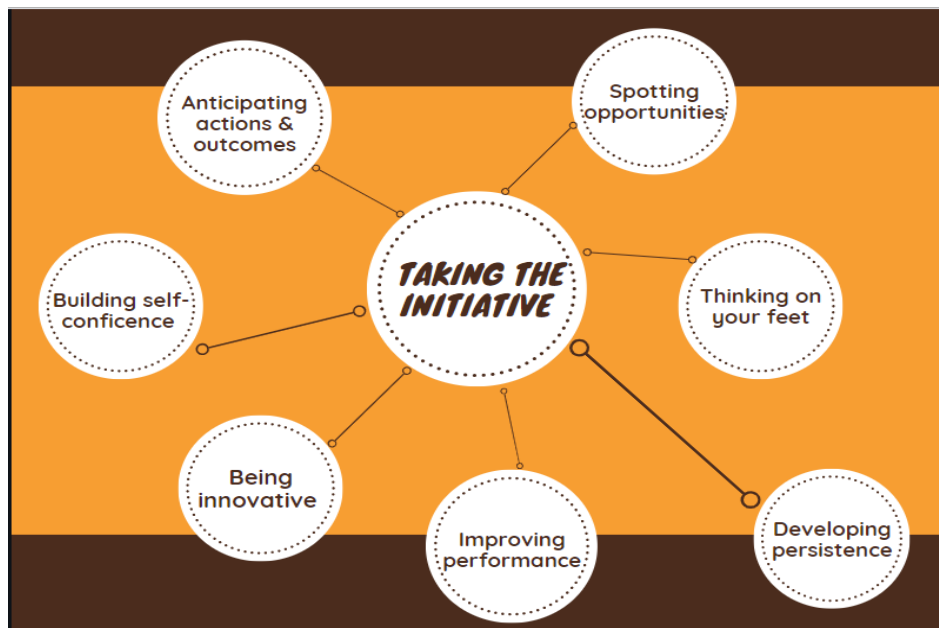 Anticipating
actions &
outcomes
Spotting
opportunities
TAKING THE
INITIATIVE
Building self-
conficence
Thinking on
your feet
Being
innovative
Improving
performance
Developing
persistence